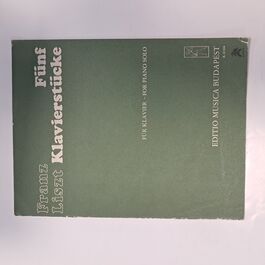 Franz
Liszt
Fünf
Klavierstücke
FÜR KLAVIER – FOR PIANO SOLO
EDITIO MUSICA BUDAPEST